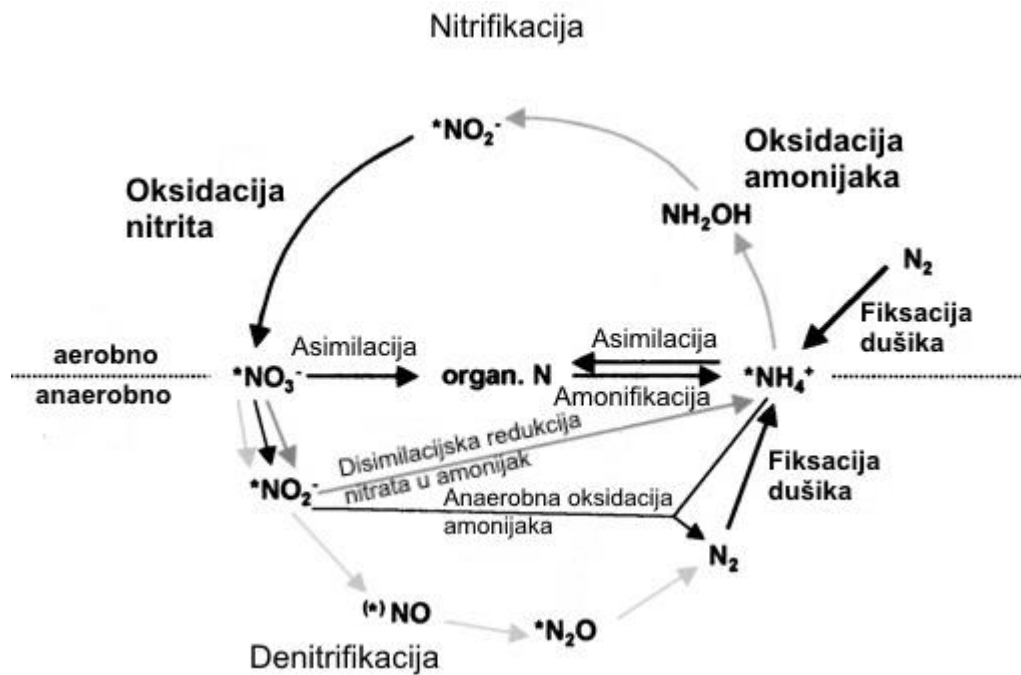 Nitrifikacija
*NO₂⁻
Oksidacija
amonijaka
Oksidacija
nitrita
NH₂OH
N₂
Fiksacija
dušika
aerobno
anaerobno
*NO₃⁻
Asimilacija
organ. N
Asimilacija
Amonifikacija
*NH₄⁺
Disimilacijska redukcija
nitrata u amonijak
*NO₂⁻
Anaerobna oksidacija
amonijaka
Fiksacija
dušika
N₂
(*) NO
*N₂O
Denitrifikacija